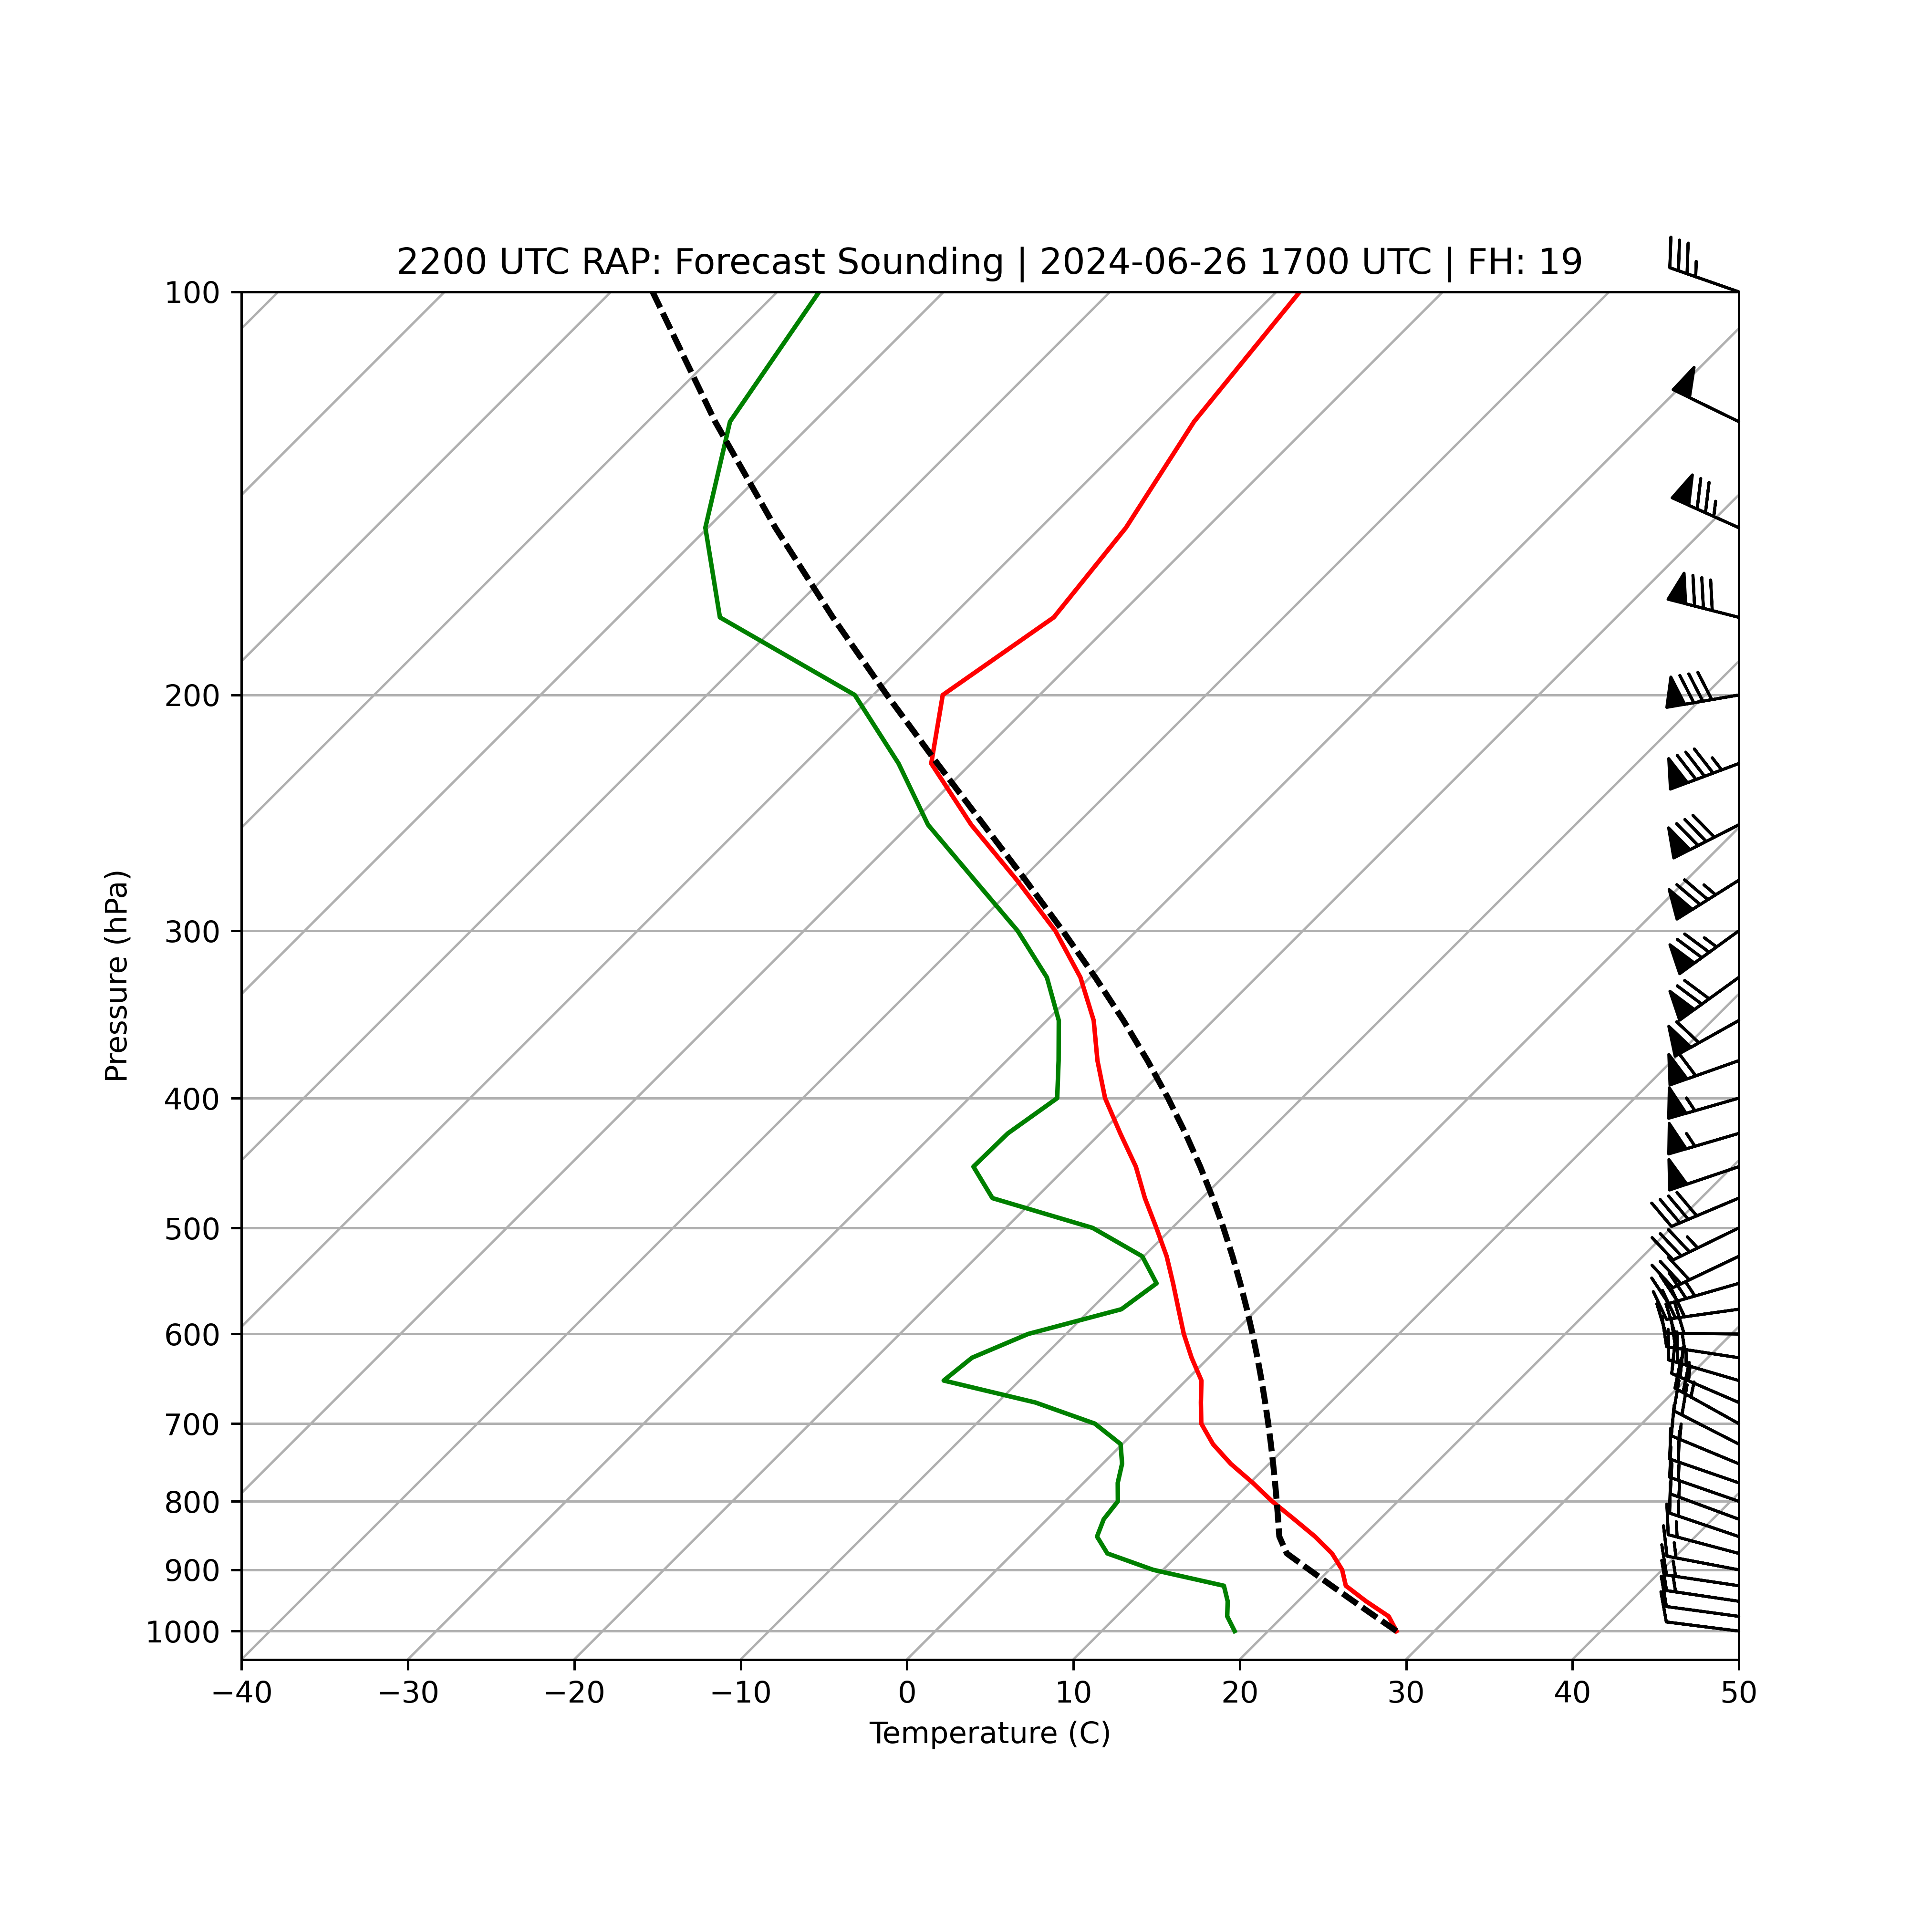 2200 UTC RAP: Forecast Sounding | 2024-06-26 1700 UTC | FH: 19
100
200
300
400
500
600
700
800
900
1000
Pressure (hPa)
−40 −30 −20 −10 0 10 20 30 40 50
Temperature (C)